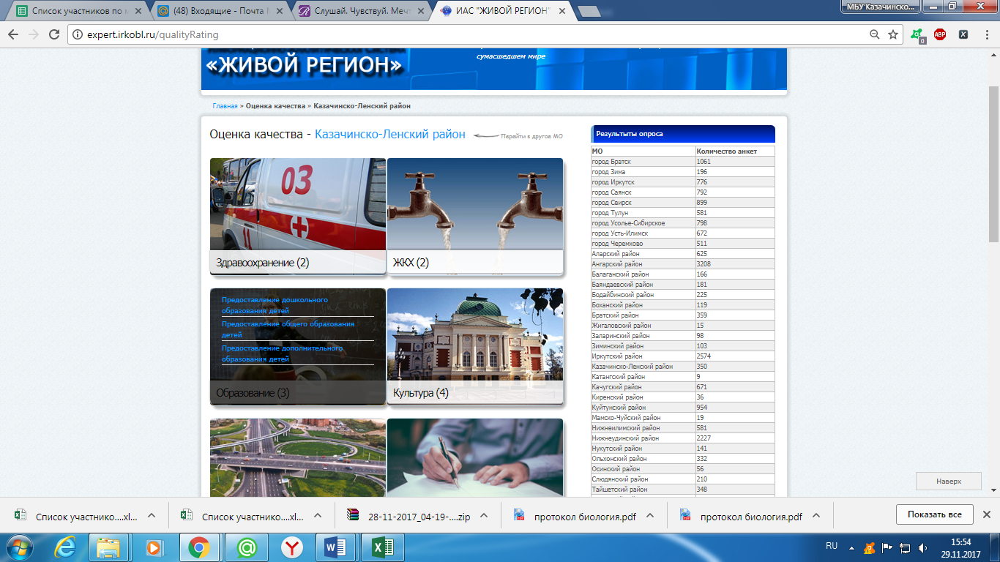 Список участников по м
(48) Входящие - Почта M
Слушай. Чувствуй. Мечт
ИАС "ЖИВОЙ РЕГИОН"
МБУ Казачинско...
expert.irkobl.ru/qualityRating
сумасшедшем мире
«ЖИВОЙ РЕГИОН»
Главная » Оценка качества » Казачинско-Ленский район
Оценка качества - Казачинско-Ленский район
Перейти в другое МО
03
11
Здравоохранение (2)
ЖКХ (2)
Предоставление дошкольного
образования детей
Предоставление общего образования
детей
Предоставление дополнительного
образования детей
Образование (3)
Культура (4)
Результыты опроса
МО Количество анкет
город Братск 1061
город Зима 196
город Иркутск 776
город Саянск 792
город Свирск 899
город Тулун 581
город Усолье-Сибирское 798
город Усть-Илимск 672
город Черемхово 511
Аларский район 625
Ангарский район 3208
Балаганский район 166
Баяндаевский район 181
Бодайбинский район 225
Боханский район 119
Братский район 359
Жигаловский район 15
Заларинский район 98
Зиминский район 103
Иркутский район 2574
Казачинско-Ленский район 350
Катангский район 9
Качугский район 671
Киренский район 36
Куйтунский район 954
Мамско-Чуйский район 19
Нижнеилимский район 581
Нижнеудинский район 2227
Нукутский район 141
Ольхонский район 332
Осинский район 56
Слюдянский район 210
Тайшетский район 348
Наверх
Список участнико....xl...
Список участнико....xl...
28-11-2017_04-19-....zip
протокол биология.pdf
протокол биология.pdf
Показать все
RU
15:54
29.11.2017